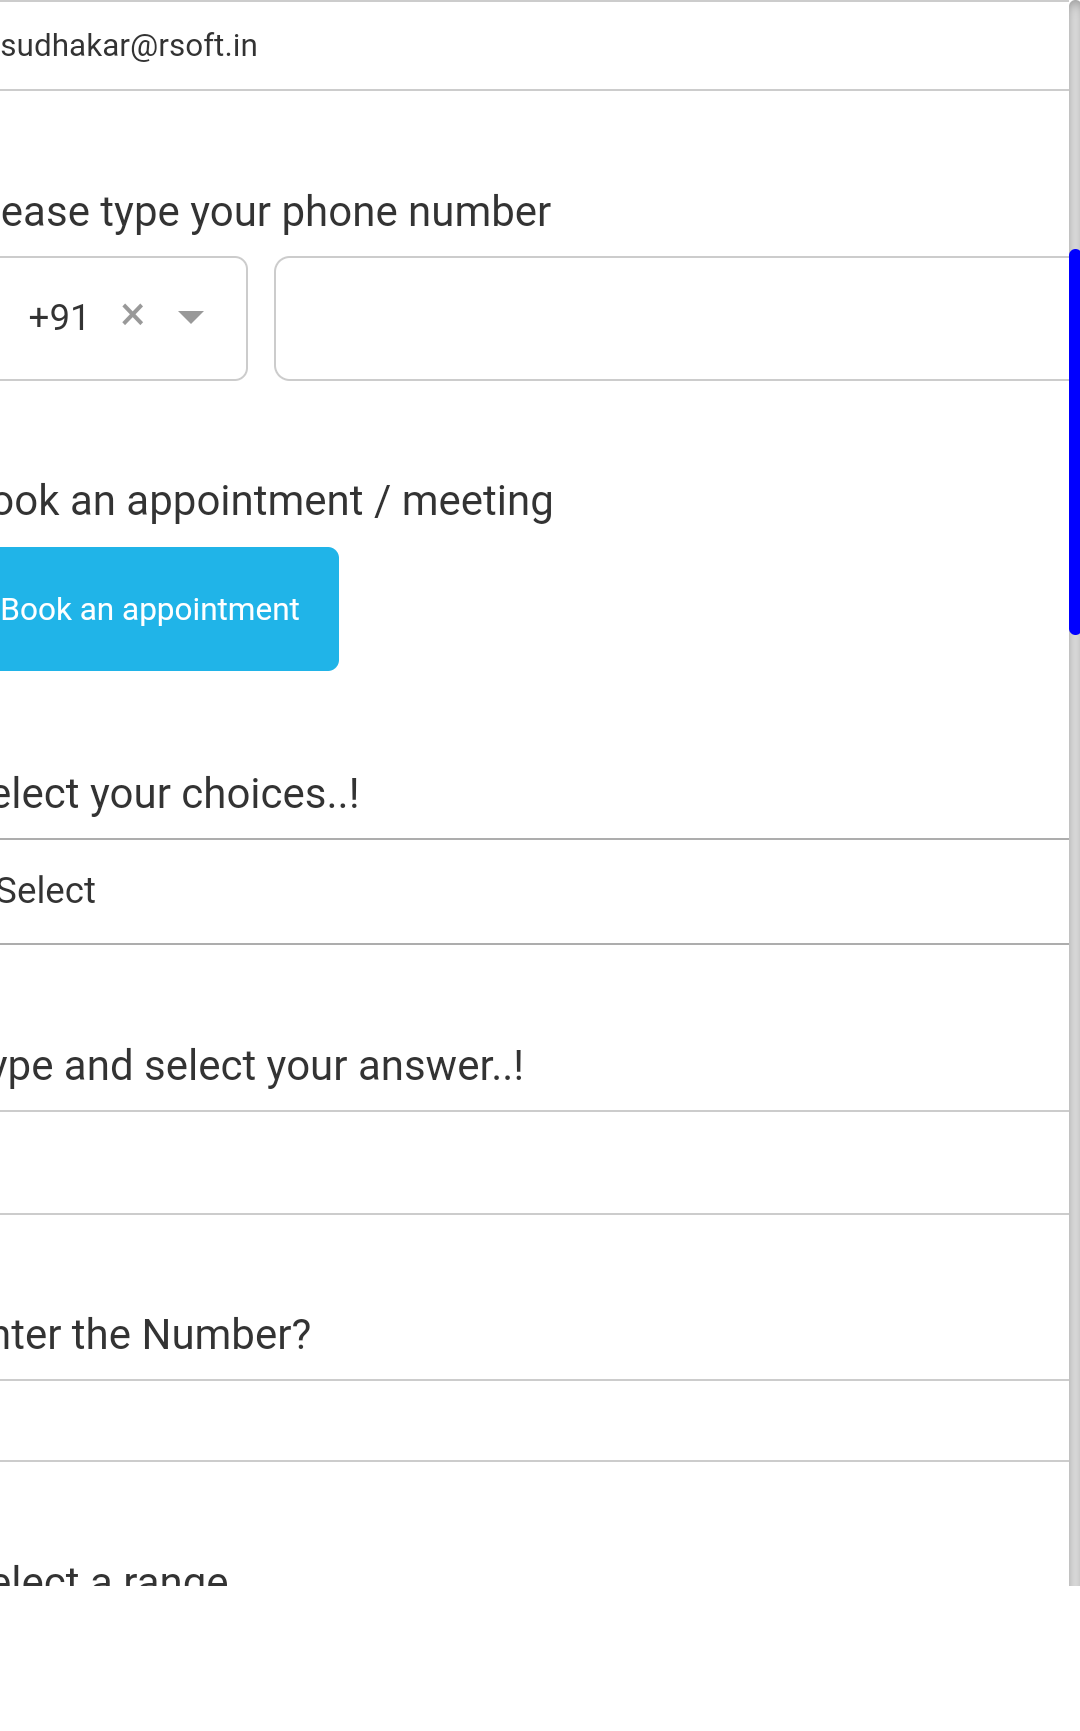 sudhakar@rsoft.in
ease type your phone number
+91
ook an appointment / meeting
Book an appointment
elect your choices..!
Select
ype and select your answer..!
nter the Number?
elect a range